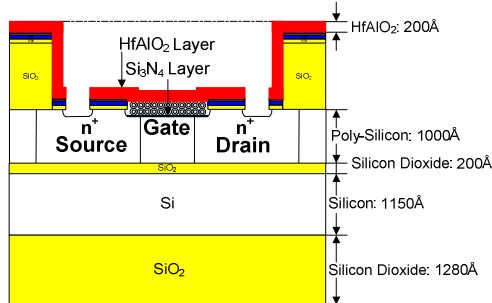 HfAlO2: 200Å
HfAlO2 Layer
Si3N4 Layer
SiO2
SiO2
n+
Source
Gate
n+
Drain
Poly-Silicon: 1000Å
SiO2
Silicon Dioxide: 200Å
Si
Silicon: 1150Å
SiO2
Silicon Dioxide: 1280Å